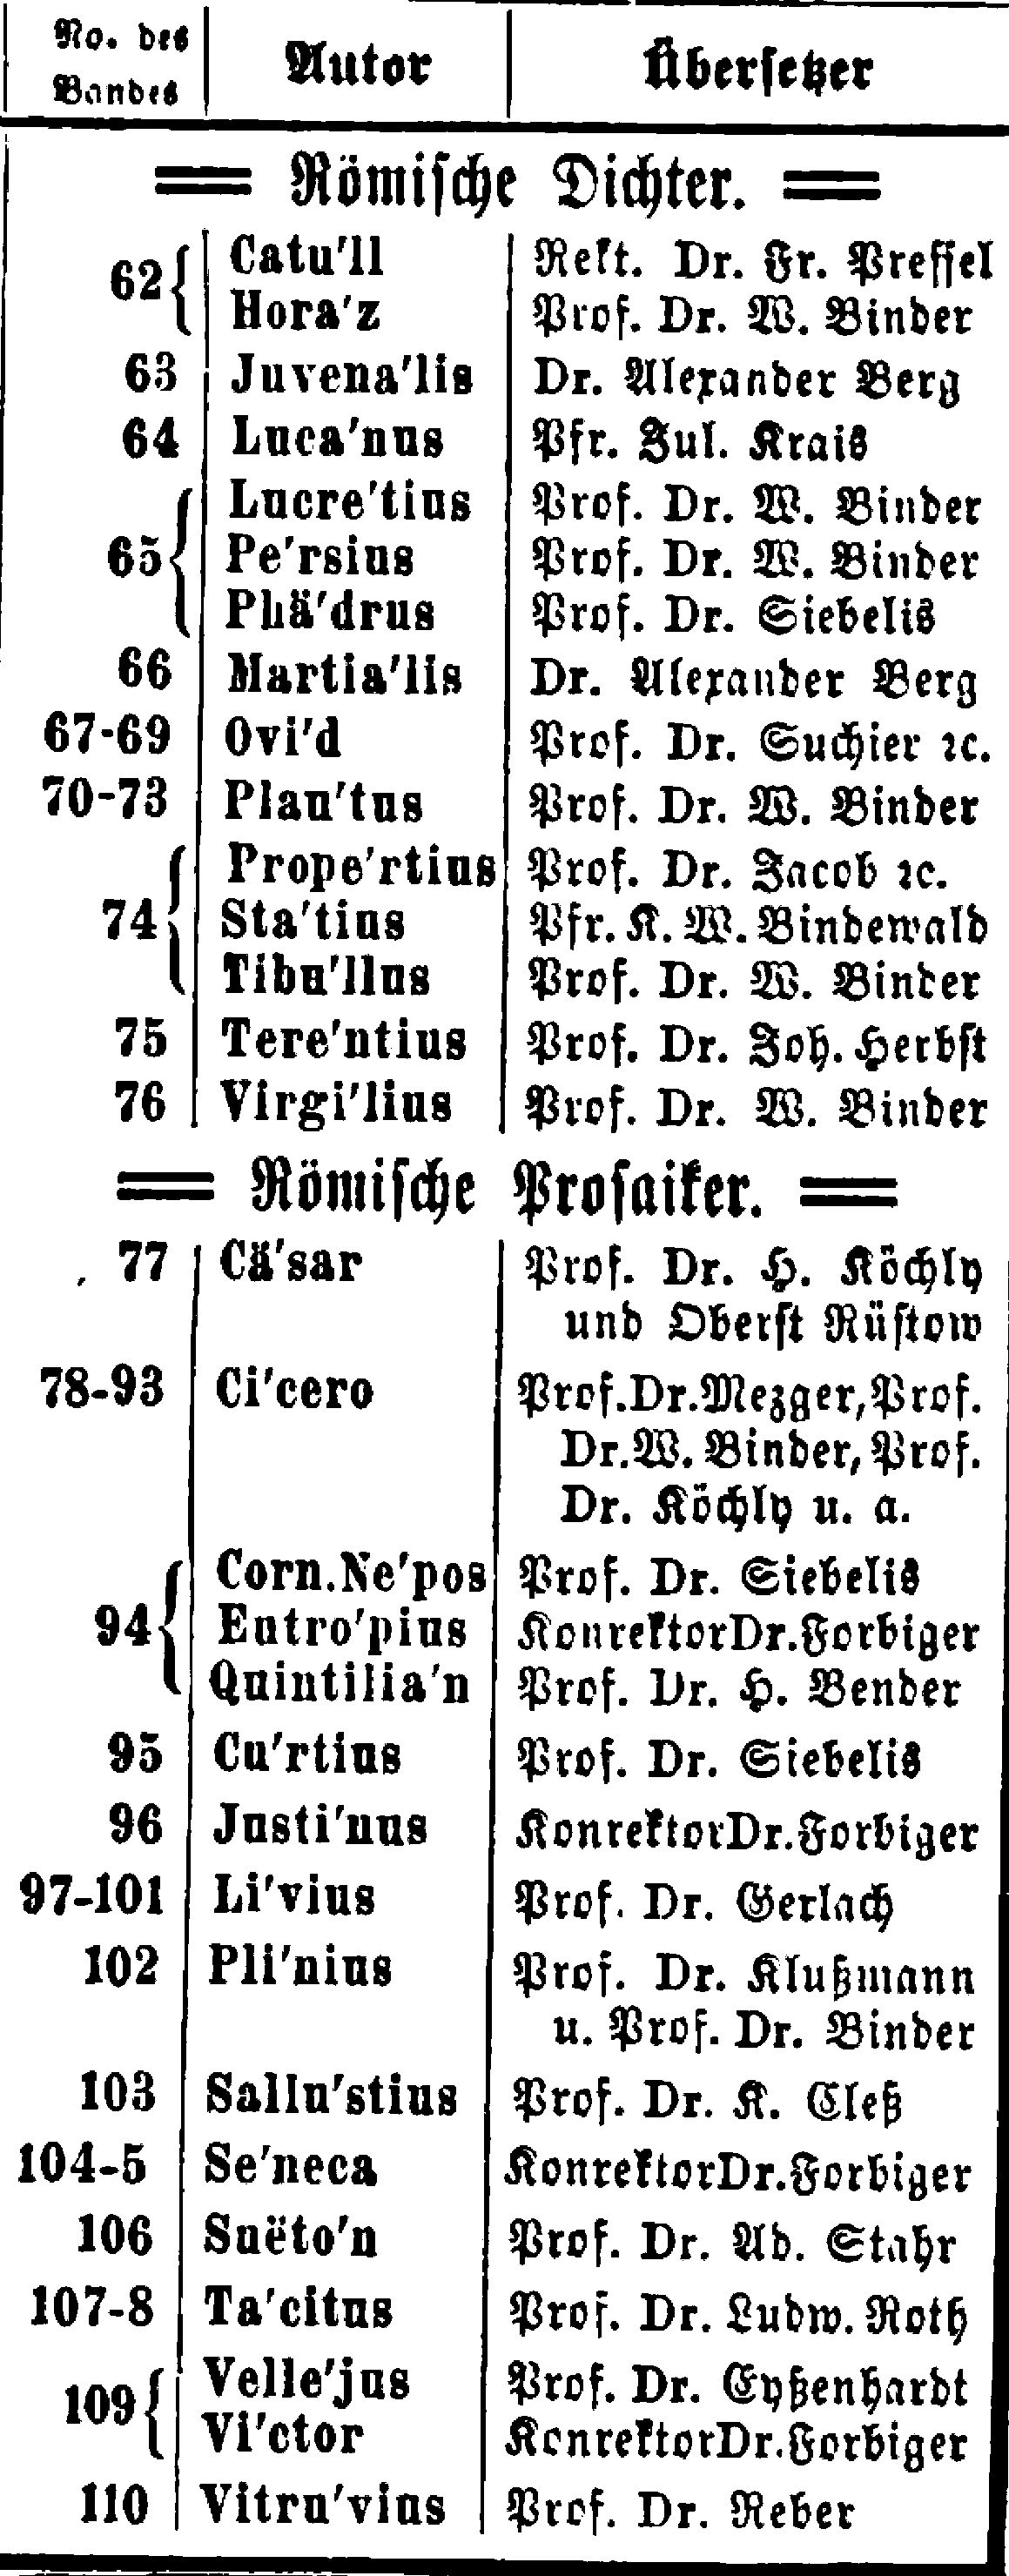 No. des Bandes | Autor | Übersetzer
Römische Dichter.
62 { Catu'll | Rekt. Dr. Fr. Pressel
Hora'z | Prof. Dr. W. Binder
63 | Juvena'lis | Dr. Alexander Berg
64 | Luca'nus | Pfr. Jul. Krais
65 { Lucre'tius | Prof. Dr. W. Binder
Pe'rsius | Prof. Dr. W. Binder
Phä'drus | Prof. Dr. Siebelis
66 | Martia'lis | Dr. Alexander Berg
67-69 | Ovi'd | Prof. Dr. Suchier ꝛc.
70-73 | Plau'tus | Prof. Dr. W. Binder
74 { Prope'rtius | Prof. Dr. Jacob ꝛc.
Sta'tius | Pfr. K. W. Bindewald
Tibu'llus | Prof. Dr. W. Binder
75 | Tere'ntius | Prof. Dr. Joh. Herbst
76 | Virgi'lius | Prof. Dr. W. Binder
Römische Prosaiker.
77 | Cä'sar | Prof. Dr. H. Köchly
und Oberst Rüstow
78-93 | Ci'cero | Prof. Dr. Mezger, Prof.
Dr. W. Binder, Prof.
Dr. Köchly u. a.
94 { Corn. Ne'pos | Prof. Dr. Siebelis
Eutro'pius | Konrektor Dr. Forbiger
Quintilia'n | Prof. Dr. H. Bender
95 | Cu'rtius | Prof. Dr. Siebelis
96 | Justi'nus | Konrektor Dr. Forbiger
97-101 | Li'vius | Prof. Dr. Gerlach
102 | Pli'nius | Prof. Dr. Klußmann
u. Prof. Dr. Binder
103 | Sallu'stius | Prof. Dr. K. Cleß
104-5 | Se'neca | Konrektor Dr. Forbiger
106 | Suëto'n | Prof. Dr. Ad. Stahr
107-8 | Ta'citus | Prof. Dr. Ludw. Roth
109 { Velle'jus | Prof. Dr. Eyßenhardt
Vi'ctor | Konrektor Dr. Forbiger
110 | Vitru'vius | Prof. Dr. Reber